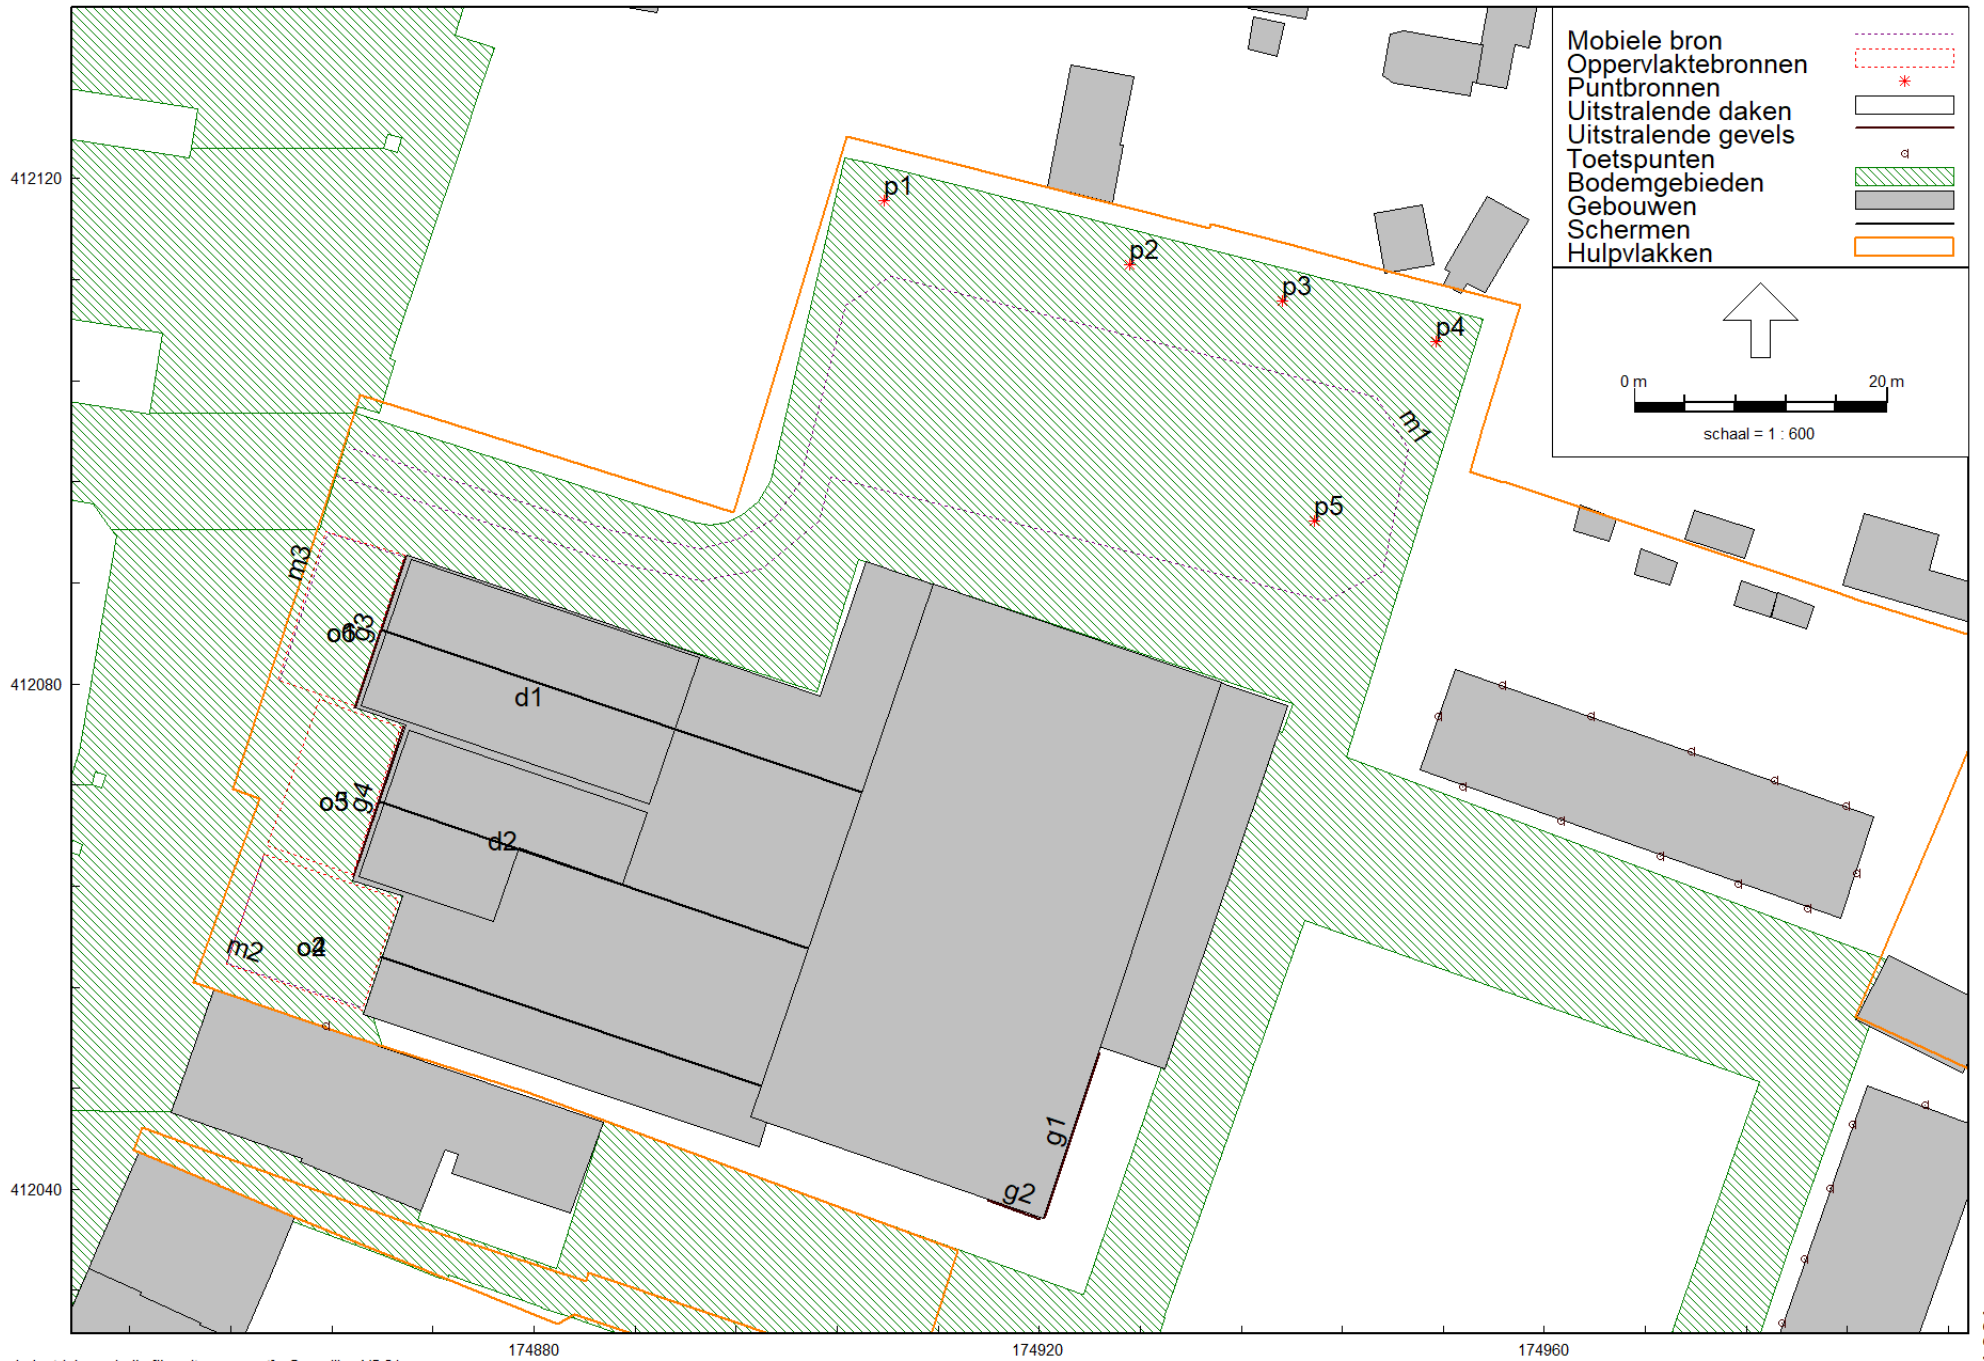 Mobiele bron
Oppervlaktebronnen
Puntbronnen
Uitstralende daken
Uitstralende gevels
Toetspunten
Bodemgebieden
Gebouwen
Schermen
Hulpvlakken
0 m 20 m
schaal = 1 : 600
412120
412080
412040
174880 174920 174960
p1
p2
p3
p4
m1
p5
m3
g3
d1
g4
d2
m2
g1
g2